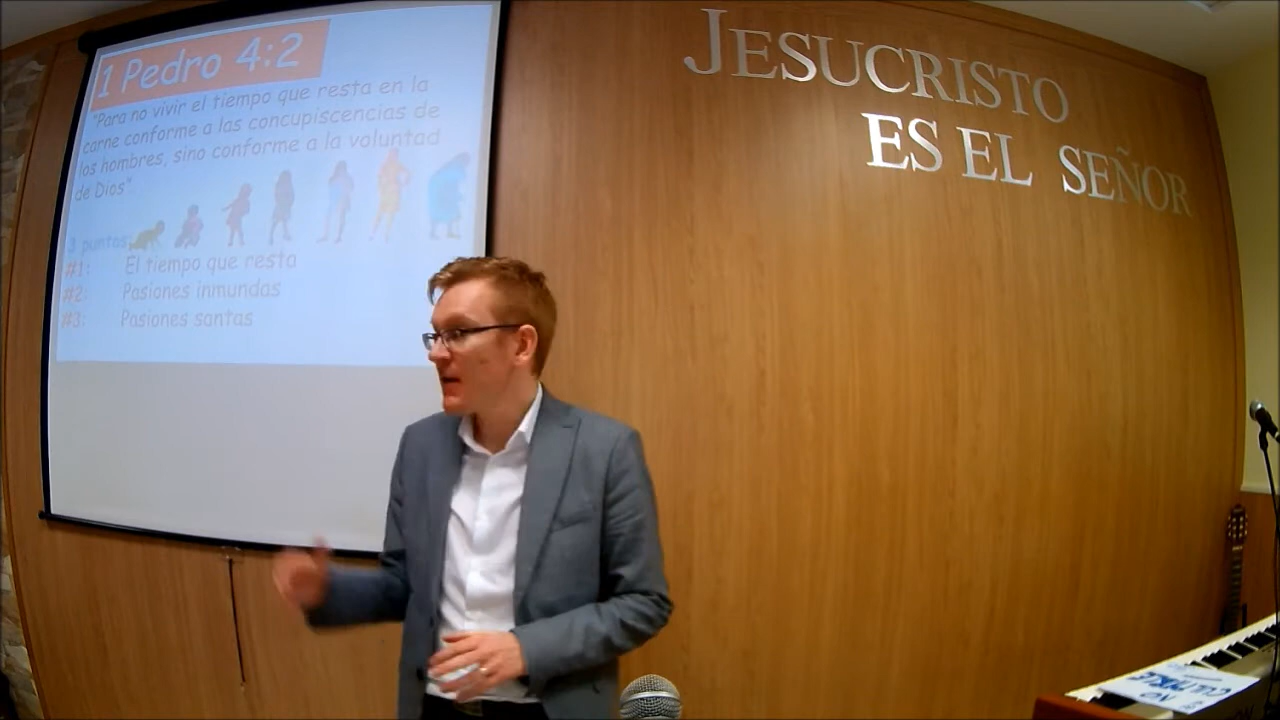 1 Pedro 4:2
"Para no vivir el tiempo que resta en la
carne conforme a las concupiscencias de
los hombres, sino conforme a la voluntad
de Dios"
3 puntos:
#1: El tiempo que resta
#2: Pasiones inmundas
#3: Pasiones santas
JESUCRISTO
ES EL SEÑOR
NO
CULPABLE